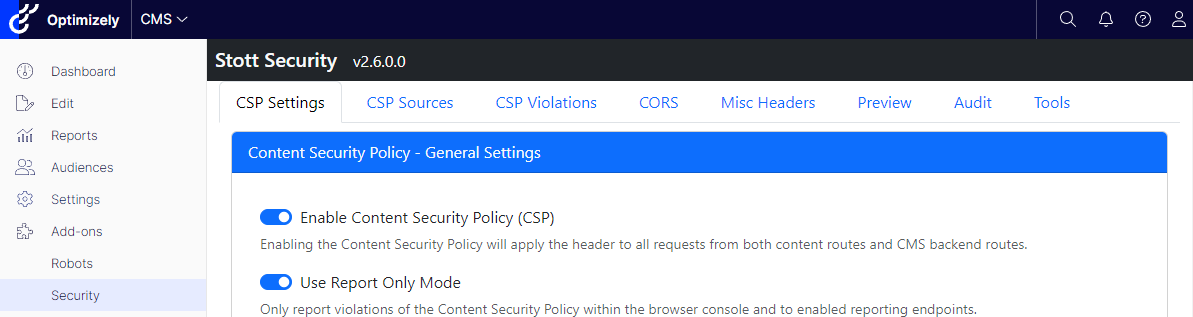 Optimizely CMS
Stott Security v2.6.0.0
Dashboard
Edit
Reports
Audiences
Settings
Add-ons
Robots
Security
CSP Settings CSP Sources CSP Violations CORS Misc Headers Preview Audit Tools
Content Security Policy - General Settings
Enable Content Security Policy (CSP)
Enabling the Content Security Policy will apply the header to all requests from both content routes and CMS backend routes.
Use Report Only Mode
Only report violations of the Content Security Policy within the browser console and to enabled reporting endpoints.